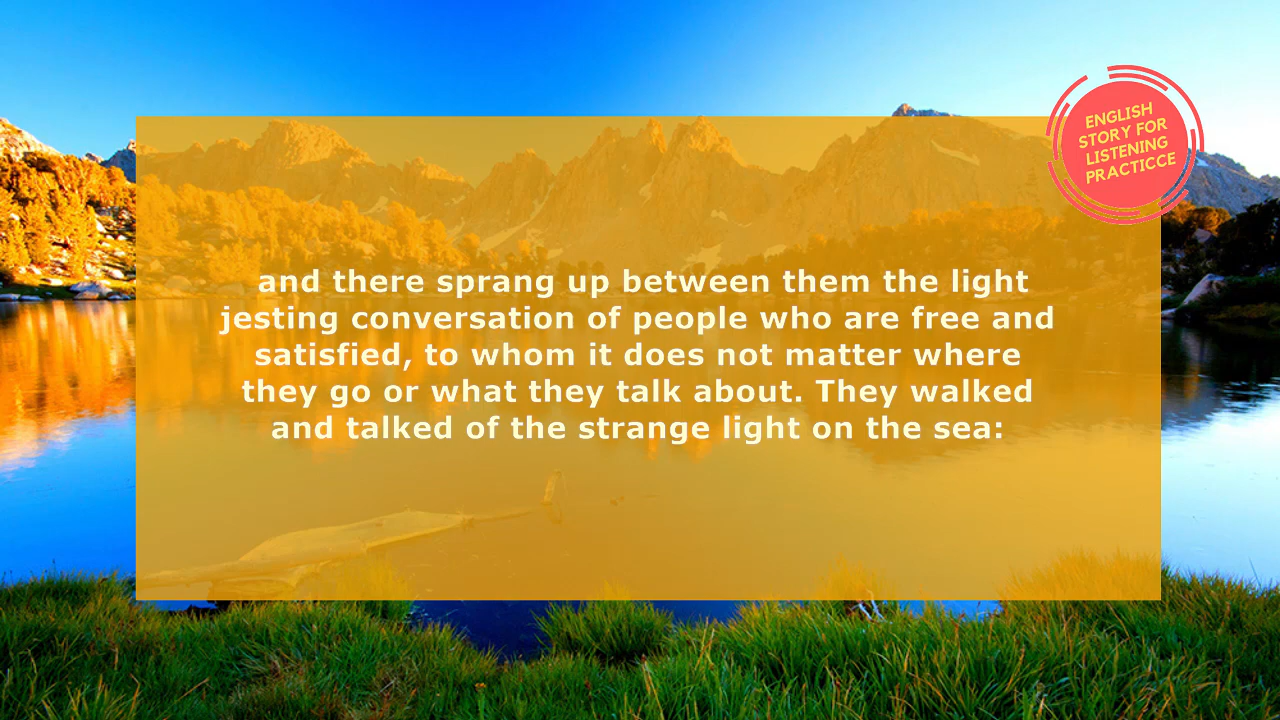 ENGLISH
STORY FOR
LISTENING
PRACTICCE
and there sprang up between them the light
jesting conversation of people who are free and
satisfied, to whom it does not matter where
they go or what they talk about. They walked
and talked of the strange light on the sea: